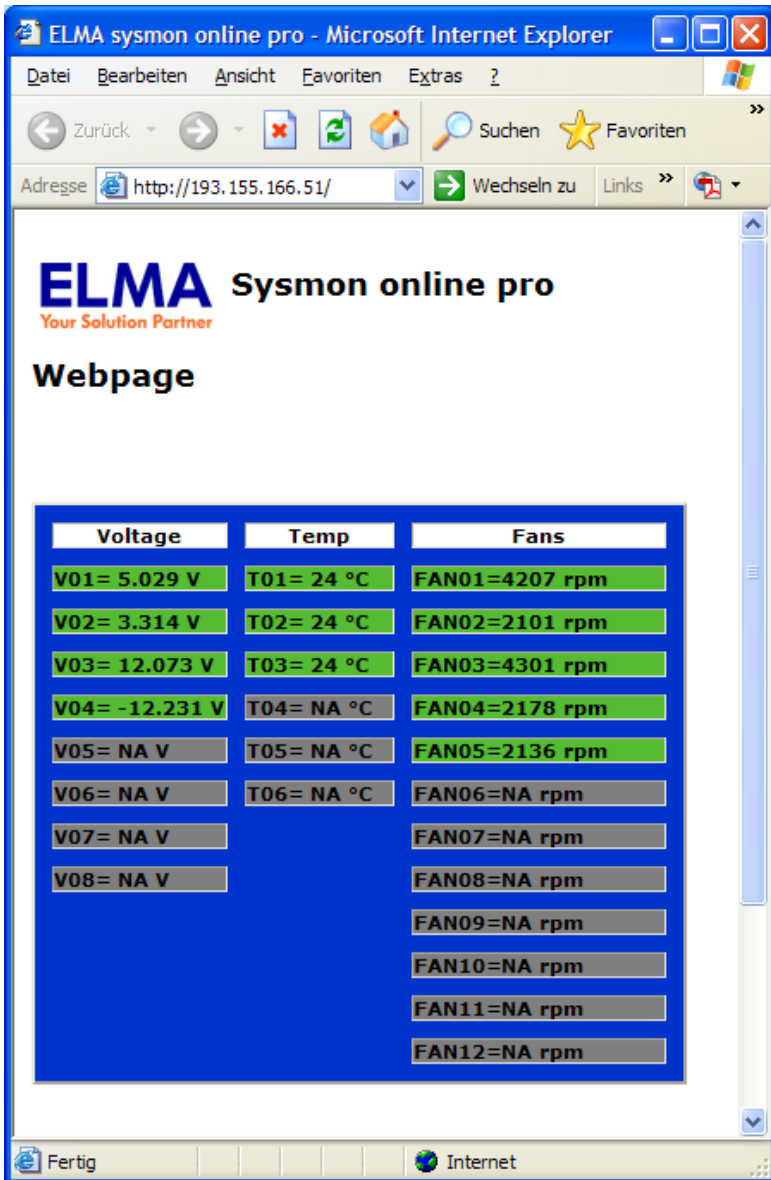 ELMA sysmon online pro - Microsoft Internet Explorer
Datei Bearbeiten Ansicht Favoriten Extras ?
Zurück Suchen Favoriten »
Adresse http://193.155.166.51/ Wechseln zu Links »
ELMA Sysmon online pro
Your Solution Partner
Webpage
Voltage Temp Fans
V01= 5.029 V T01= 24 °C FAN01=4207 rpm
V02= 3.314 V T02= 24 °C FAN02=2101 rpm
V03= 12.073 V T03= 24 °C FAN03=4301 rpm
V04= -12.231 V T04= NA °C FAN04=2178 rpm
V05= NA V T05= NA °C FAN05=2136 rpm
V06= NA V T06= NA °C FAN06=NA rpm
V07= NA V FAN07=NA rpm
V08= NA V FAN08=NA rpm
FAN09=NA rpm
FAN10=NA rpm
FAN11=NA rpm
FAN12=NA rpm
Fertig Internet